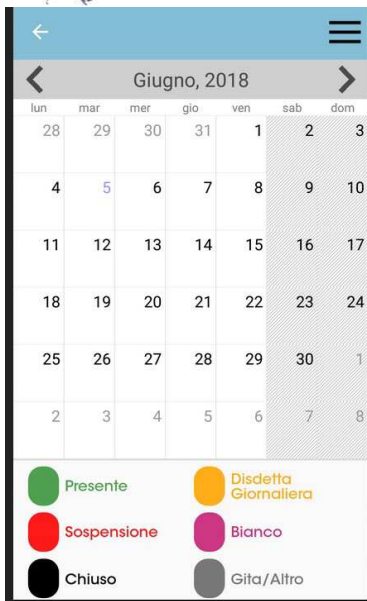 Giugno, 2018
lun mar mer gio ven sab dom
28 29 30 31 1 2 3
4 5 6 7 8 9 10
11 12 13 14 15 16 17
18 19 20 21 22 23 24
25 26 27 28 29 30 1
2 3 4 5 6 7 8
Presente
Disdetta
Giornaliera
Sospensione Bianco
Chiuso Gita/Altro